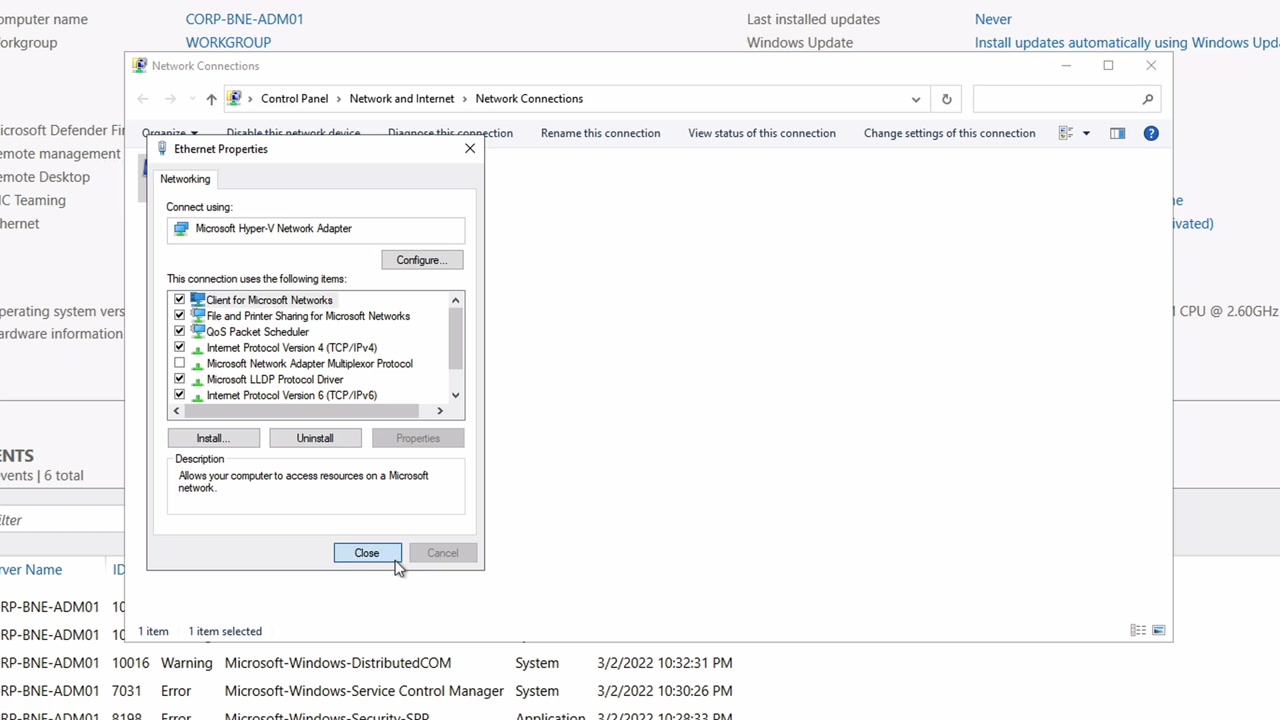 omputer name CORP-BNE-ADM01 Last installed updates Never
orkgroup WORKGROUP Windows Update Install updates automatically using Windows Upda
Network Connections
Control Panel > Network and Internet > Network Connections
Organize Disable this network device Diagnose this connection Rename this connection View status of this connection Change settings of this connection
icrosoft Defender Fir
emote management
emote Desktop
IC Teaming ne
hernet ivated)
perating system vers
ardware information
CPU @ 2.60GHz
Ethernet Properties
Networking
Connect using:
Microsoft Hyper-V Network Adapter
Configure...
This connection uses the following items:
Client for Microsoft Networks
File and Printer Sharing for Microsoft Networks
QoS Packet Scheduler
Internet Protocol Version 4 (TCP/IPv4)
Microsoft Network Adapter Multiplexor Protocol
Microsoft LLDP Protocol Driver
Internet Protocol Version 6 (TCP/IPv6)
Install... Uninstall Properties
Description
Allows your computer to access resources on a Microsoft
network.
Close Cancel
1 item 1 item selected
ENTS
vents | 6 total
ilter
rver Name ID
RP-BNE-ADM01 10
RP-BNE-ADM01 10
RP-BNE-ADM01 10016 Warning Microsoft-Windows-DistributedCOM System 3/2/2022 10:32:31 PM
RP-BNE-ADM01 7031 Error Microsoft-Windows-Service Control Manager System 3/2/2022 10:30:26 PM
RP-BNE-ADM01 8198 Error Microsoft-Windows-Security-SPP Application 3/2/2022 10:28:33 PM